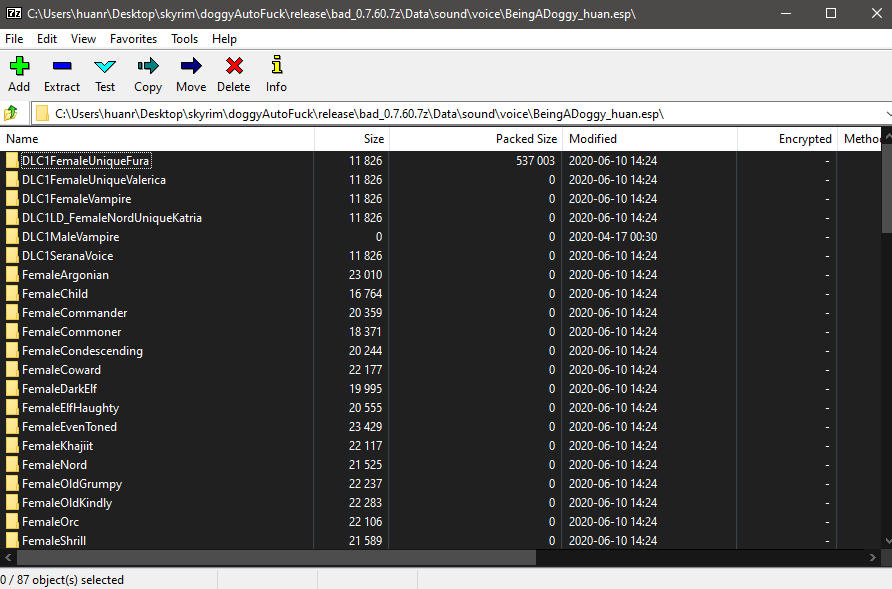 7z C:\Users\huanr\Desktop\skyrim\doggyAutoFuck\release\bad_0.7.60.7z\Data\sound\voice\BeingADoggy_huan.esp\
File Edit View Favorites Tools Help
Add Extract Test Copy Move Delete Info
C:\Users\huanr\Desktop\skyrim\doggyAutoFuck\release\bad_0.7.60.7z\Data\sound\voice\BeingADoggy_huan.esp\
Name Size Packed Size Modified Encrypted Metho
DLC1FemaleUniqueFura 11 826 537 003 2020-06-10 14:24 -
DLC1FemaleUniqueValerica 11 826 0 2020-06-10 14:24 -
DLC1FemaleVampire 11 826 0 2020-06-10 14:24 -
DLC1LD_FemaleNordUniqueKatria 11 826 0 2020-06-10 14:24 -
DLC1MaleVampire 0 0 2020-04-17 00:30 -
DLC1SeranaVoice 11 826 0 2020-06-10 14:24 -
FemaleArgonian 23 010 0 2020-06-10 14:24 -
FemaleChild 16 764 0 2020-06-10 14:24 -
FemaleCommander 20 359 0 2020-06-10 14:24 -
FemaleCommoner 18 371 0 2020-06-10 14:24 -
FemaleCondescending 20 244 0 2020-06-10 14:24 -
FemaleCoward 22 177 0 2020-06-10 14:24 -
FemaleDarkElf 19 995 0 2020-06-10 14:24 -
FemaleElfHaughty 20 555 0 2020-06-10 14:24 -
FemaleEvenToned 23 429 0 2020-06-10 14:24 -
FemaleKhajiit 22 117 0 2020-06-10 14:24 -
FemaleNord 21 525 0 2020-06-10 14:24 -
FemaleOldGrumpy 22 237 0 2020-06-10 14:24 -
FemaleOldKindly 22 283 0 2020-06-10 14:24 -
FemaleOrc 22 106 0 2020-06-10 14:24 -
FemaleShrill 21 589 0 2020-06-10 14:24 -
0 / 87 object(s) selected